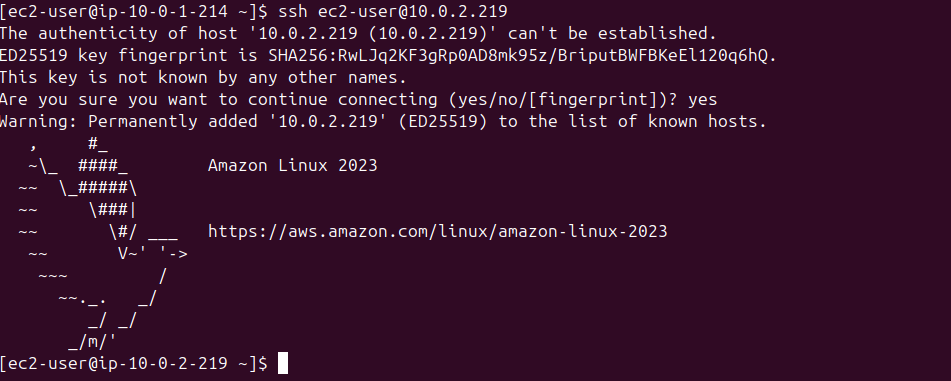 [ec2-user@ip-10-0-1-214 ~]$ ssh ec2-user@10.0.2.219
The authenticity of host '10.0.2.219 (10.0.2.219)' can't be established.
ED25519 key fingerprint is SHA256:RwLJq2KF3gRp0AD8mk95z/BriputBWFBKeEl120q6hQ.
This key is not known by any other names.
Are you sure you want to continue connecting (yes/no/[fingerprint])? yes
Warning: Permanently added '10.0.2.219' (ED25519) to the list of known hosts.
   ,     #_
   ~\_  ####_        Amazon Linux 2023
  ~~  \_#####\
  ~~     \###|
  ~~       \#/ ___   https://aws.amazon.com/linux/amazon-linux-2023
   ~~       V~' '->
    ~~~         /
      ~~._.   _/
         _/ _/
       _/m/'
[ec2-user@ip-10-0-2-219 ~]$